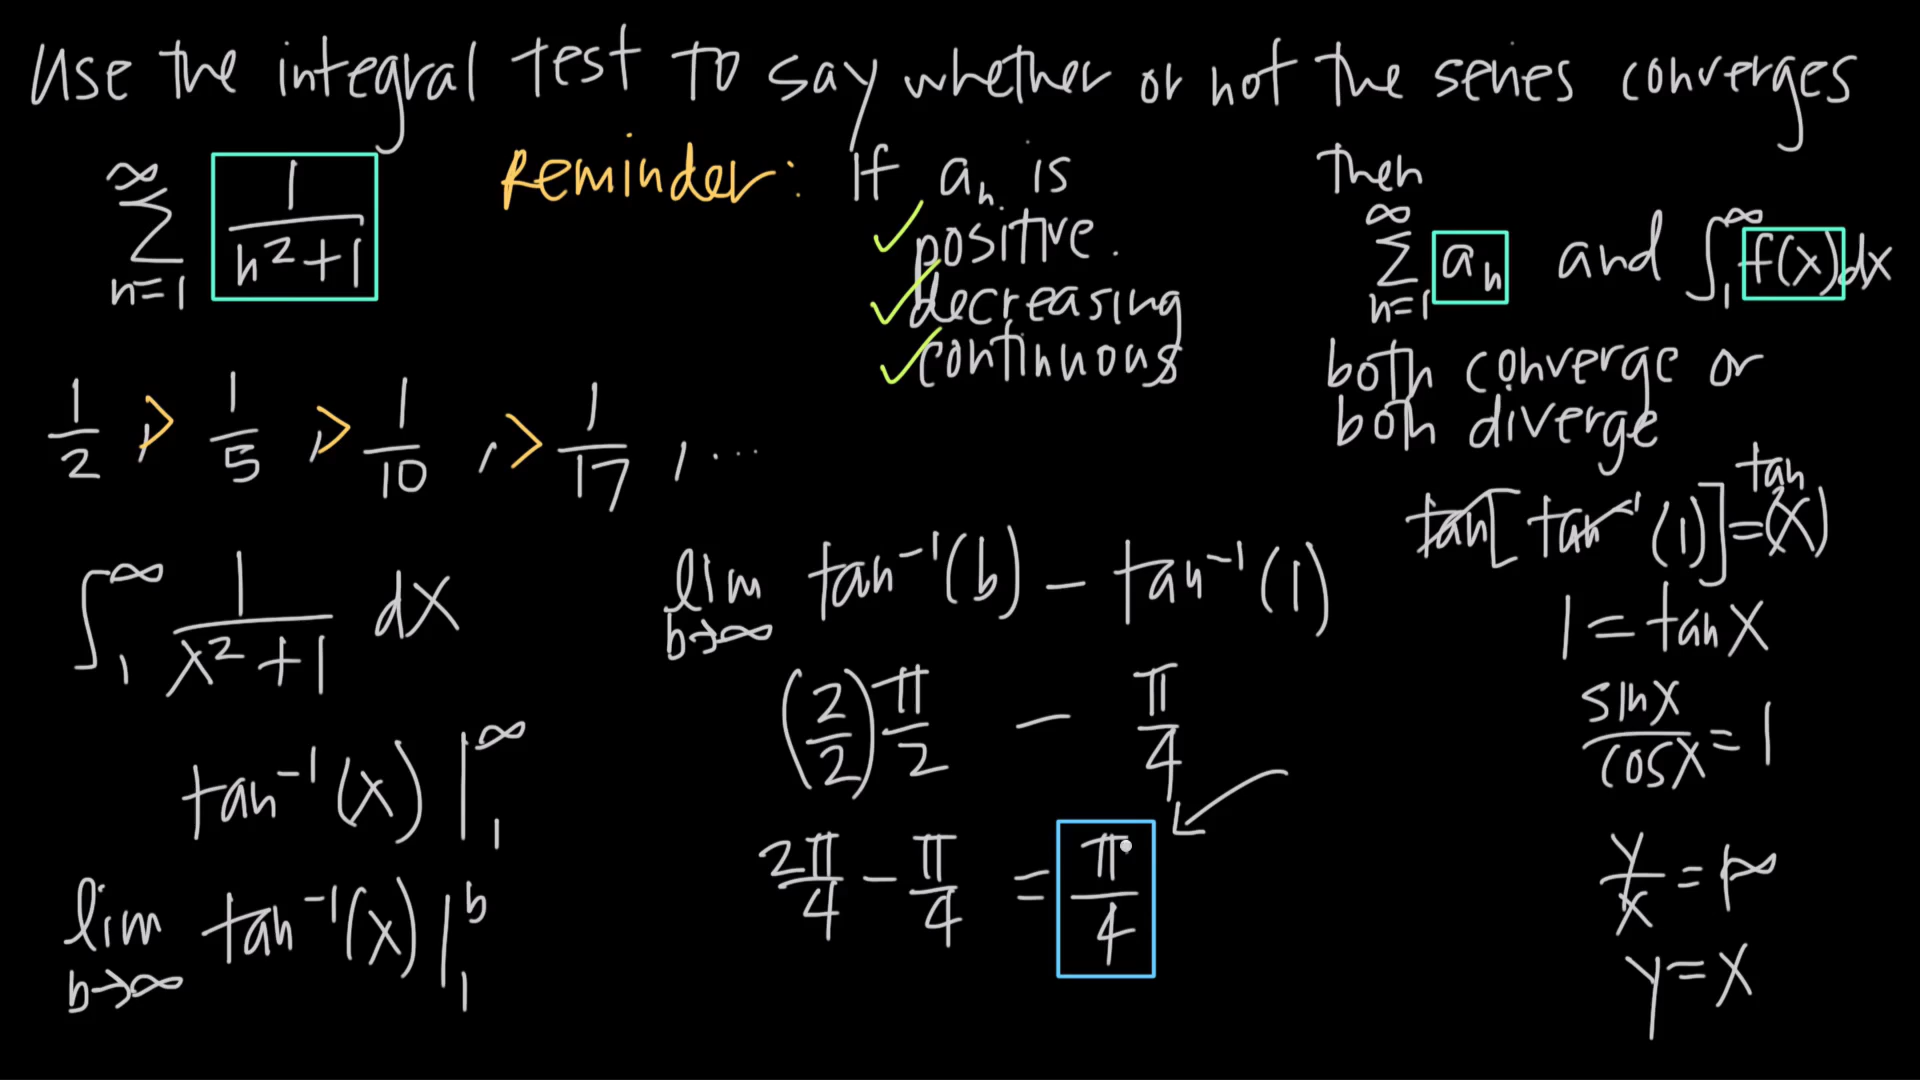 Use the integral test to say whether or not the series converges
∞
∑ 1/(n²+1)
n=1
Reminder: If aₙ is
positive.
decreasing
continuous
Then
∞
∑ aₙ and ∫₁^∞ f(x)dx
n=1
both converge or
both diverge
1/2 , > 1/5 , > 1/10 , > 1/17 , ...
∫₁^∞ 1/(x²+1) dx
tan⁻¹(x) |₁^∞
lim b→∞ tan⁻¹(x) |₁^b
lim b→∞ tan⁻¹(b) − tan⁻¹(1)
(2/2) π/2 − π/4
2π/4 − π/4 = π/4
tan[tan⁻¹(1)] = tan(x)
1 = tan x
sin x/cos x = 1
y/x = 1 ∞
y = x